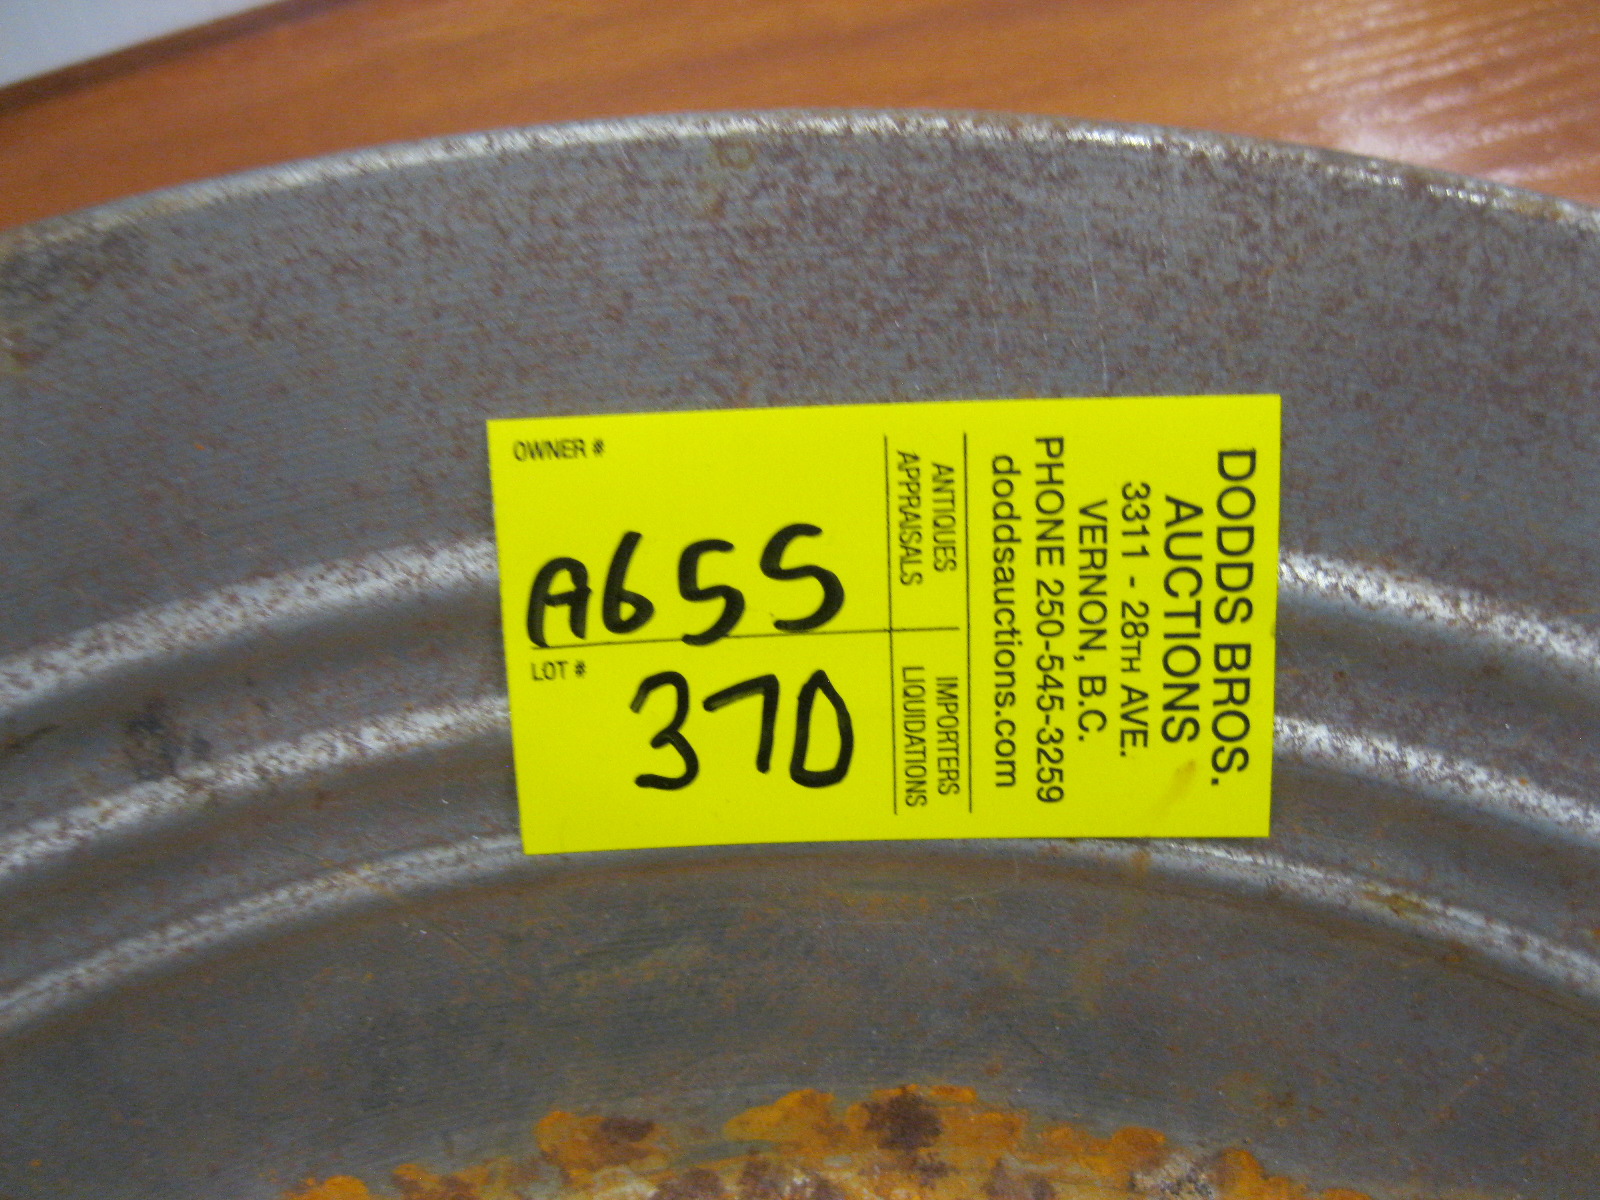 OWNER #
A655
LOT #
370
DODDS BROS.
AUCTIONS
3311 - 28TH AVE.
VERNON, B.C.
PHONE 250-545-3259
doddsauctions.com
ANTIQUES IMPORTERS
APPRAISALS LIQUIDATIONS